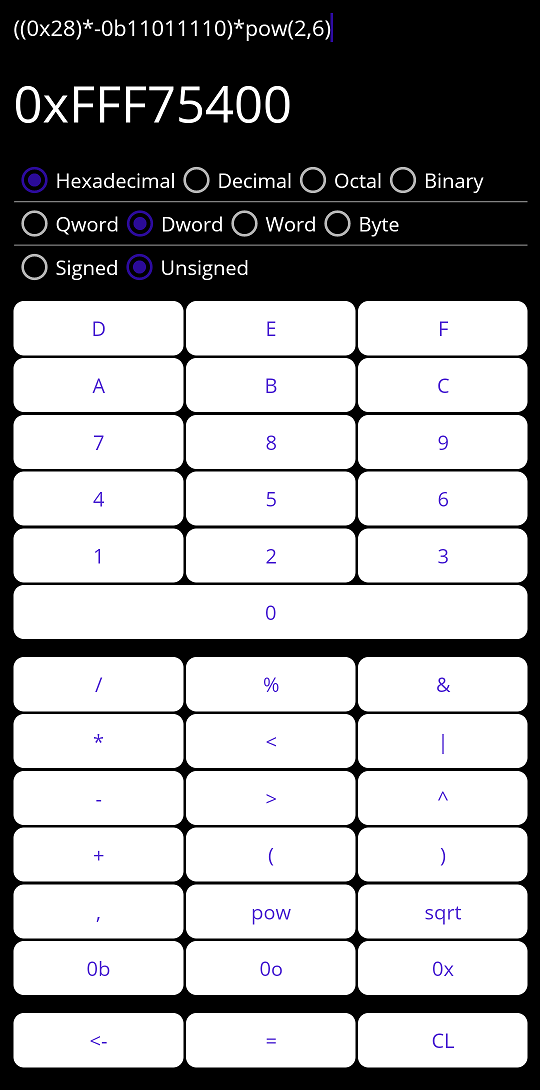 ((0x28)*-0b11011110)*pow(2,6)
0xFFF75400
Hexadecimal Decimal Octal Binary
Qword Dword Word Byte
Signed Unsigned
D E F
A B C
7 8 9
4 5 6
1 2 3
0
/ % &
* < |
- > ^
+ ( )
, pow sqrt
0b 0o 0x
<- = CL